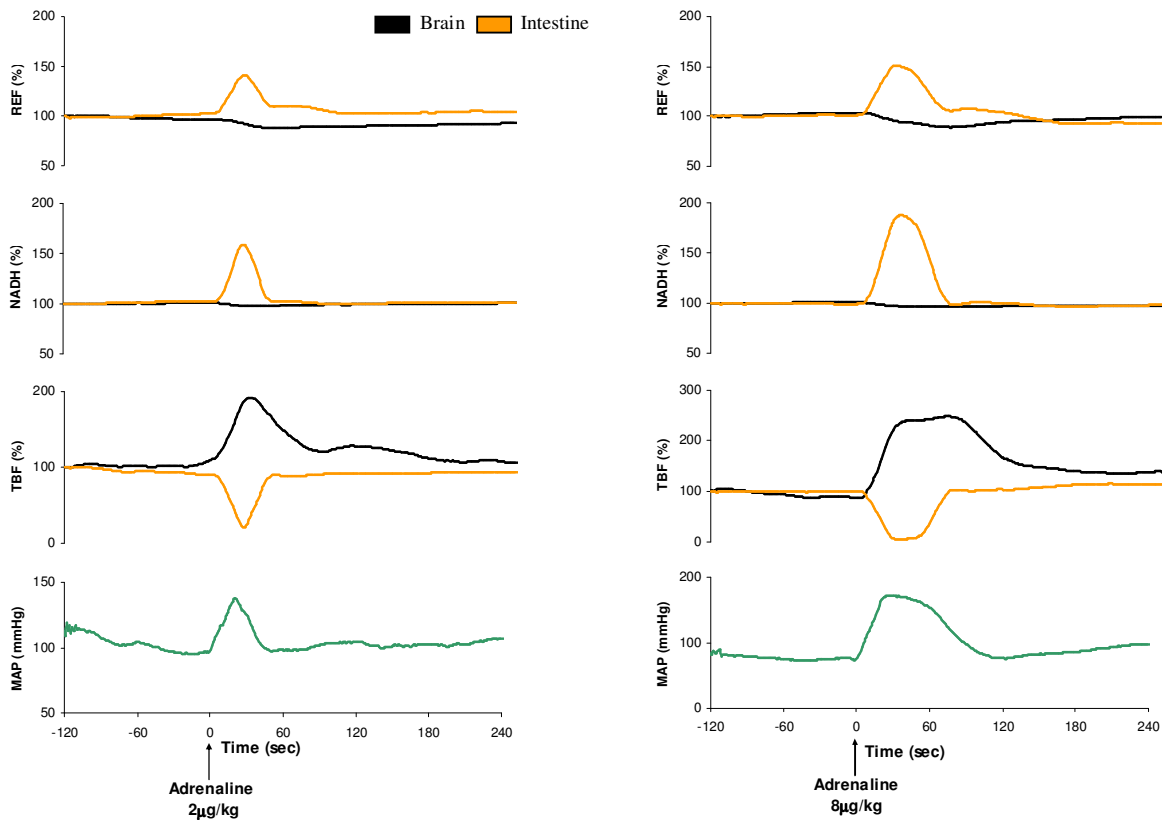 Brain Intestine
REF (%)
200
150
100
50
NADH (%)
200
150
100
50
TBF (%)
200
100
0
MAP (mmHg)
150
100
50
-120 -60 0 60 120 180 240
Time (sec)
Adrenaline
2µg/kg
REF (%)
200
150
100
50
NADH (%)
200
150
100
50
TBF (%)
300
200
100
0
MAP (mmHg)
200
100
0
-120 -60 0 60 120 180 240
Time (sec)
Adrenaline
8µg/kg